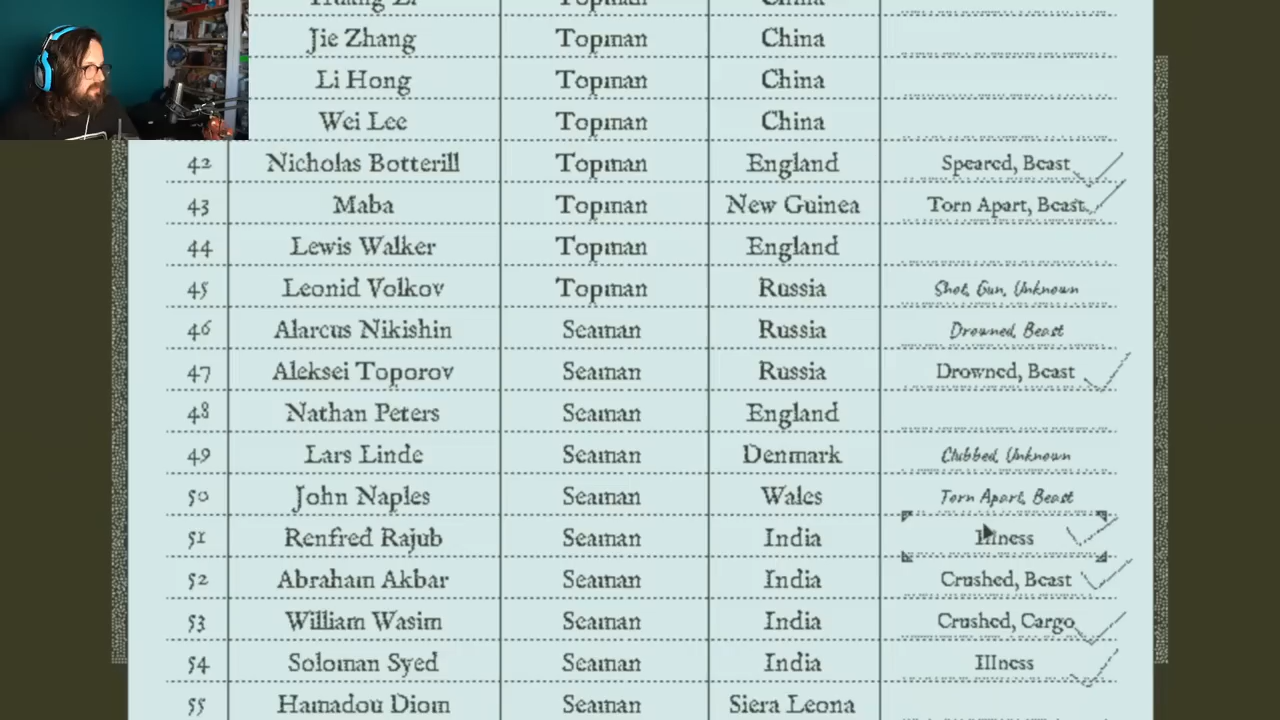 Huang Li Topman China
Jie Zhang Topman China
Li Hong Topman China
Wei Lee Topman China
42 Nicholas Botterill Topman England Speared, Beast
43 Maba Topman New Guinea Torn Apart, Beast
44 Lewis Walker Topman England
45 Leonid Volkov Topman Russia Shot, Gun, Unknown
46 Alarcus Nikishin Seaman Russia Drowned, Beast
47 Aleksei Toporov Seaman Russia Drowned, Beast
48 Nathan Peters Seaman England
49 Lars Linde Seaman Denmark Clubbed, Unknown
50 John Naples Seaman Wales Torn Apart, Beast
51 Renfred Rajub Seaman India Illness
52 Abraham Akbar Seaman India Crushed, Beast
53 William Wasim Seaman India Crushed, Cargo
54 Soloman Syed Seaman India Illness
55 Hamadou Diom Seaman Siera Leona